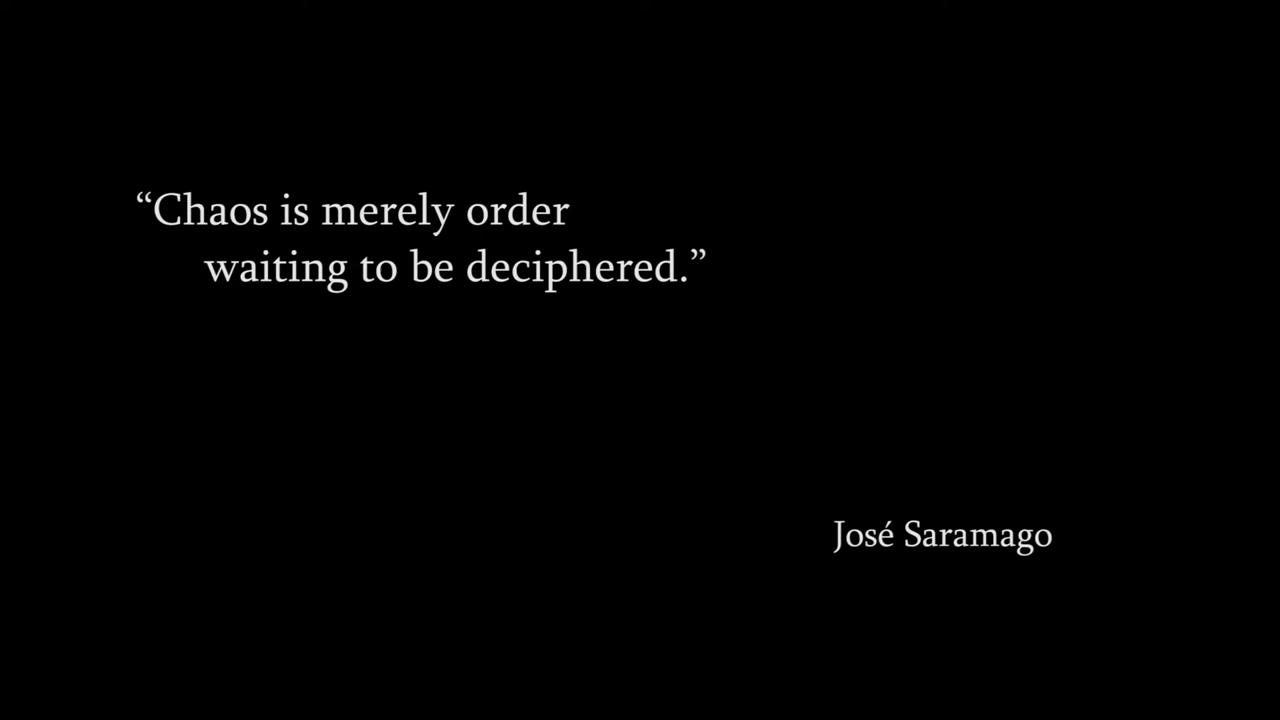 “Chaos is merely order
waiting to be deciphered.”
José Saramago